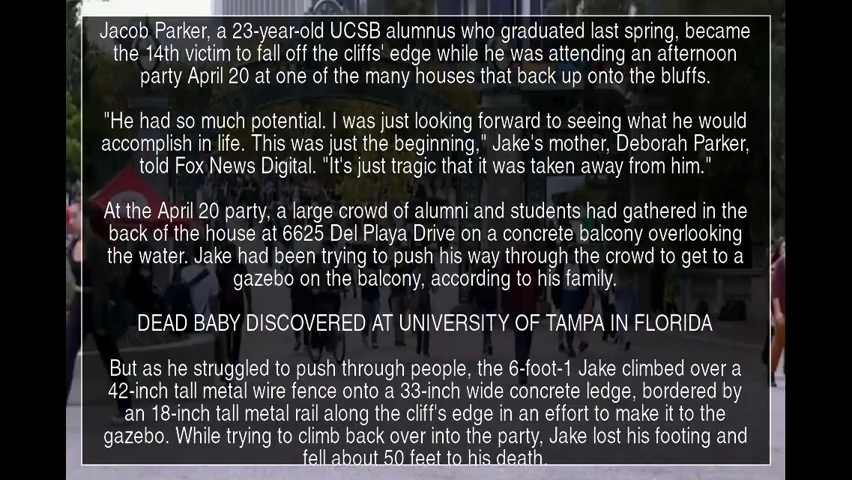 Jacob Parker, a 23-year-old UCSB alumnus who graduated last spring, became
the 14th victim to fall off the cliffs' edge while he was attending an afternoon
party April 20 at one of the many houses that back up onto the bluffs.
"He had so much potential. I was just looking forward to seeing what he would
accomplish in life. This was just the beginning," Jake's mother, Deborah Parker,
told Fox News Digital. "It's just tragic that it was taken away from him."
At the April 20 party, a large crowd of alumni and students had gathered in the
back of the house at 6625 Del Playa Drive on a concrete balcony overlooking
the water. Jake had been trying to push his way through the crowd to get to a
gazebo on the balcony, according to his family.
DEAD BABY DISCOVERED AT UNIVERSITY OF TAMPA IN FLORIDA
But as he struggled to push through people, the 6-foot-1 Jake climbed over a
42-inch tall metal wire fence onto a 33-inch wide concrete ledge, bordered by
an 18-inch tall metal rail along the cliff's edge in an effort to make it to the
gazebo. While trying to climb back over into the party, Jake lost his footing and
fell about 50 feet to his death.